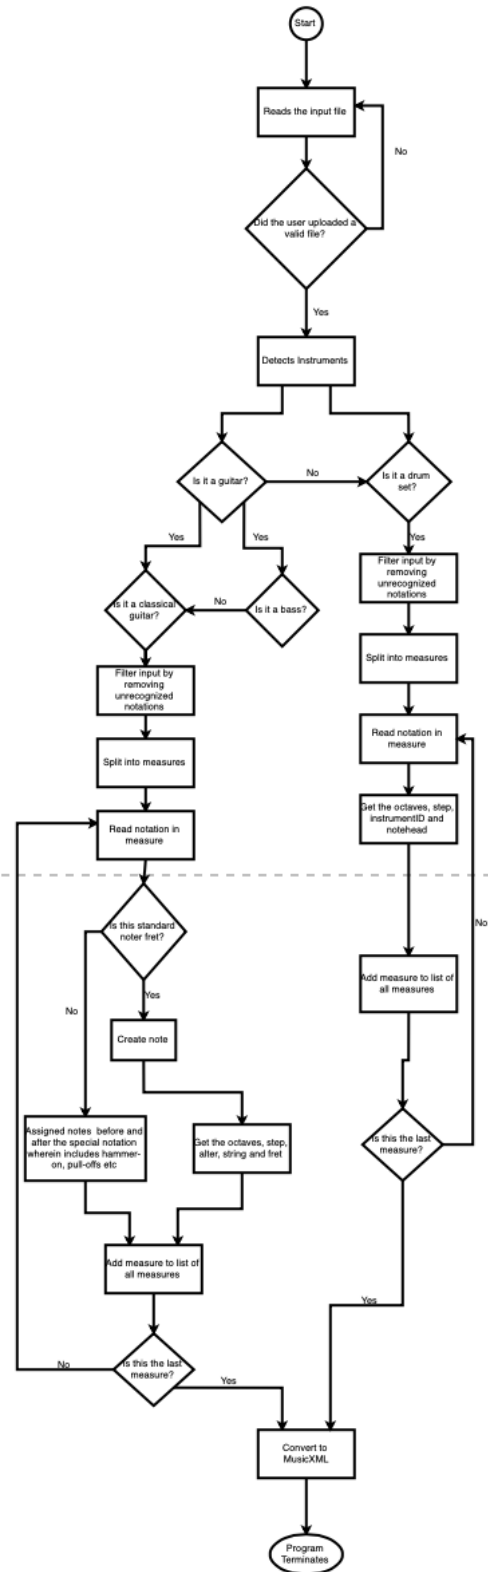 Start
Reads the input file
No
Did the user uploaded a
valid file?
Yes
Detects Instruments
Is it a guitar?
No
Is it a drum
set?
Yes
Yes
Yes
Is it a classical
guitar?
No
Is it a bass?
Filter input by
removing
unrecognized
notations
Filter input by
removing
unrecognized
notations
Split into measures
Split into measures
Read notation in
measure
Read notation in
measure
Get the octaves, step,
instrumentID and
notehead
Is this standard
noter fret?
No
No
Yes
Add measure to list of
all measures
Create note
Assigned notes before and
after the special notation
wherein includes hammer-
on, pull-offs etc
Get the octaves, step,
alter, string and fret
Is this the last
measure?
Add measure to list of
all measures
Yes
Is this the last
measure?
No
Yes
Convert to
MusicXML
Program
Terminates